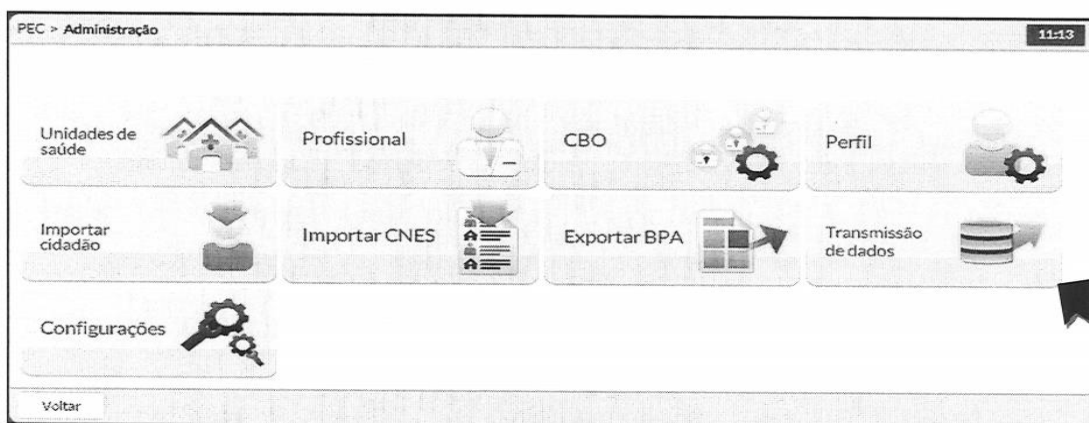 PEC > Administração
11:13
Unidades de
saúde
Profissional
CBO
Perfil
Importar
cidadão
Importar CNES
Exportar BPA
Transmissão
de dados
Configurações
Voltar